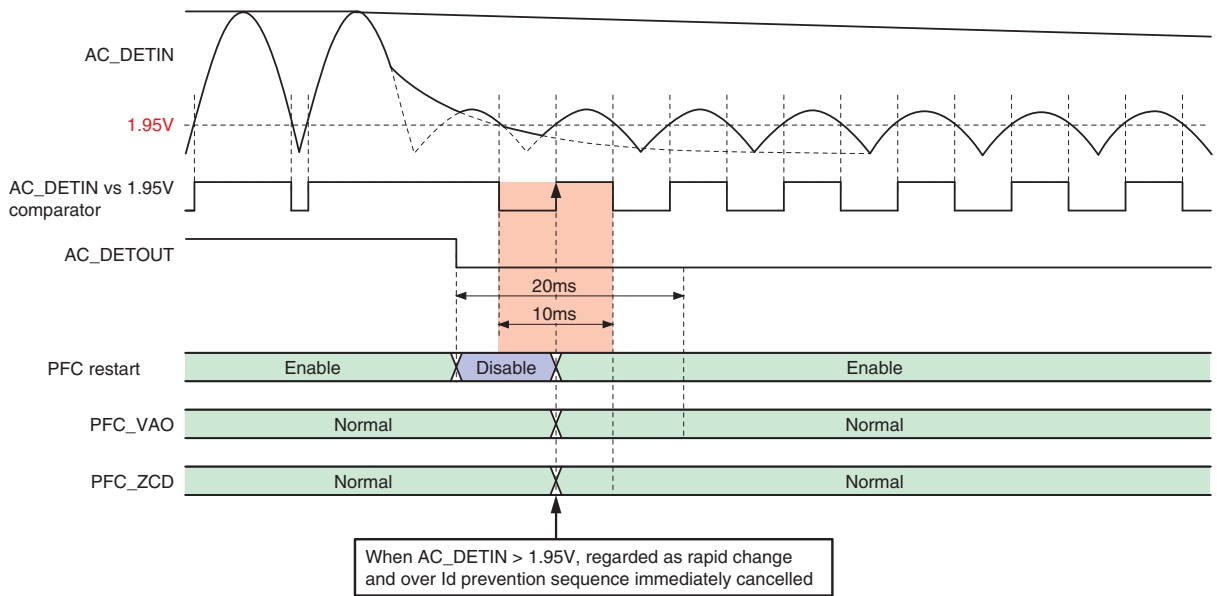 AC_DETIN
1.95V
AC_DETIN vs 1.95V
comparator
AC_DETOUT
20ms
10ms
PFC restart
Enable
Disable
Enable
PFC_VAO
Normal
Normal
PFC_ZCD
Normal
Normal
When AC_DETIN > 1.95V, regarded as rapid change
and over Id prevention sequence immediately cancelled